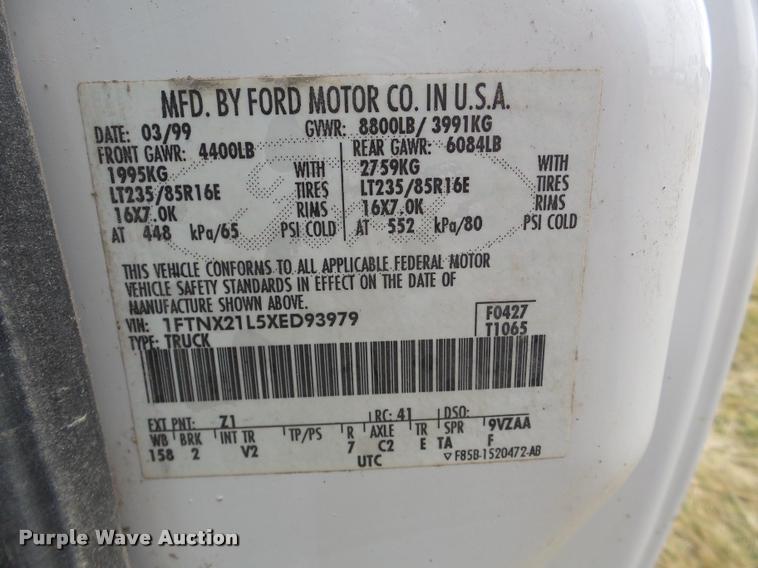 MFD. BY FORD MOTOR CO. IN U.S.A.
DATE: 03/99 GVWR: 8800LB/ 3991KG
FRONT GAWR: 4400LB REAR GAWR: 6084LB
1995KG WITH 2759KG WITH
LT235/85R16E TIRES LT235/85R16E TIRES
16X7.0K RIMS 16X7.0K RIMS
AT 448 kPa/65 PSI COLD AT 552 kPa/80 PSI COLD
THIS VEHICLE CONFORMS TO ALL APPLICABLE FEDERAL MOTOR
VEHICLE SAFETY STANDARDS IN EFFECT ON THE DATE OF
MANUFACTURE SHOWN ABOVE.
VIN: 1FTNX21L5XED93979 F0427
TYPE: TRUCK T1065
EXT PNT: Z1 RC: 41 DSO:
WB BRK INT TR TP/PS R AXLE TR SPR 9VZAA
158 2 V2 7 C2 E TA F
UTC ▽ F85B-1520472-AB
Purple Wave Auction